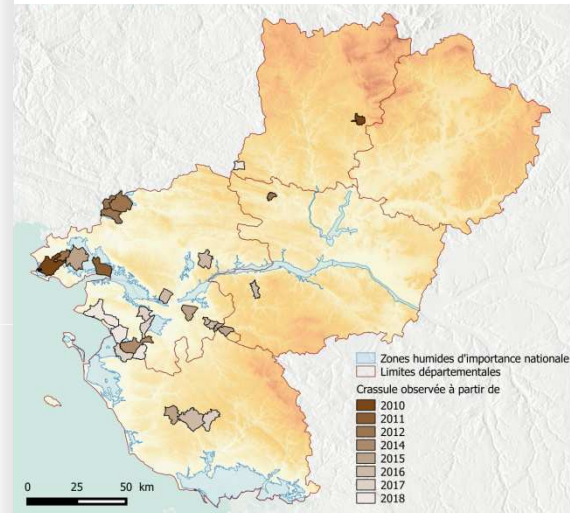 Zones humides d'importance nationale
Limites départementales
Crassule observée à partir de
2010
2011
2012
2014
2015
2016
2017
2018
0 25 50 km